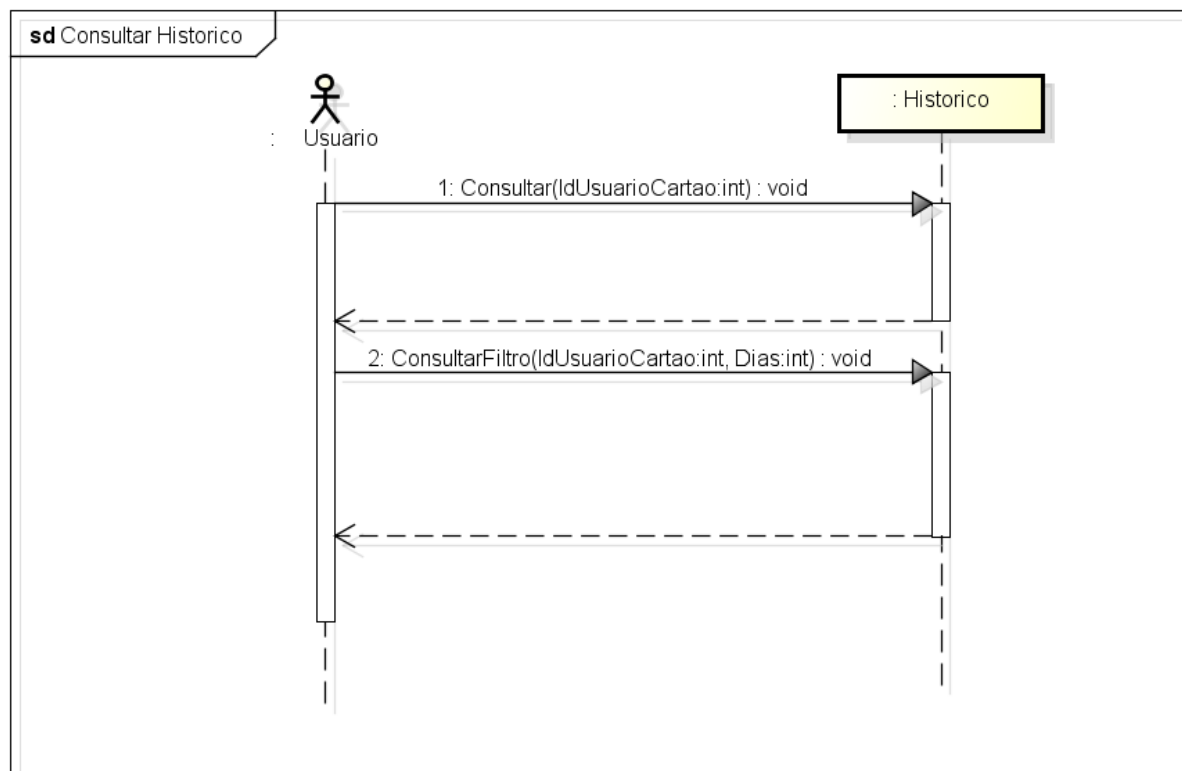 sd Consultar Historico
: Usuario
: Historico
1: Consultar(IdUsuarioCartao:int) : void
2: ConsultarFiltro(IdUsuarioCartao:int, Dias:int) : void